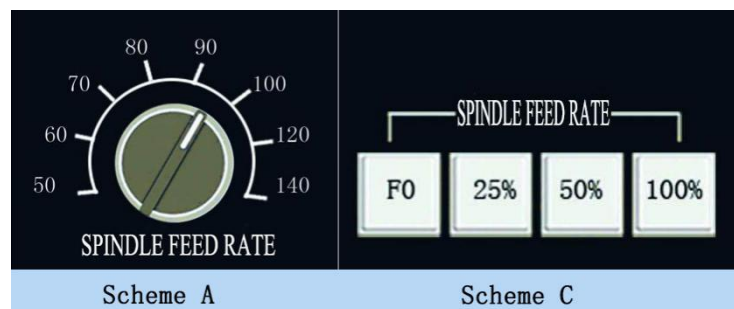 80 90
70 100
60 120
50 140
SPINDLE FEED RATE
Scheme A
SPINDLE FEED RATE
F0 25% 50% 100%
Scheme C